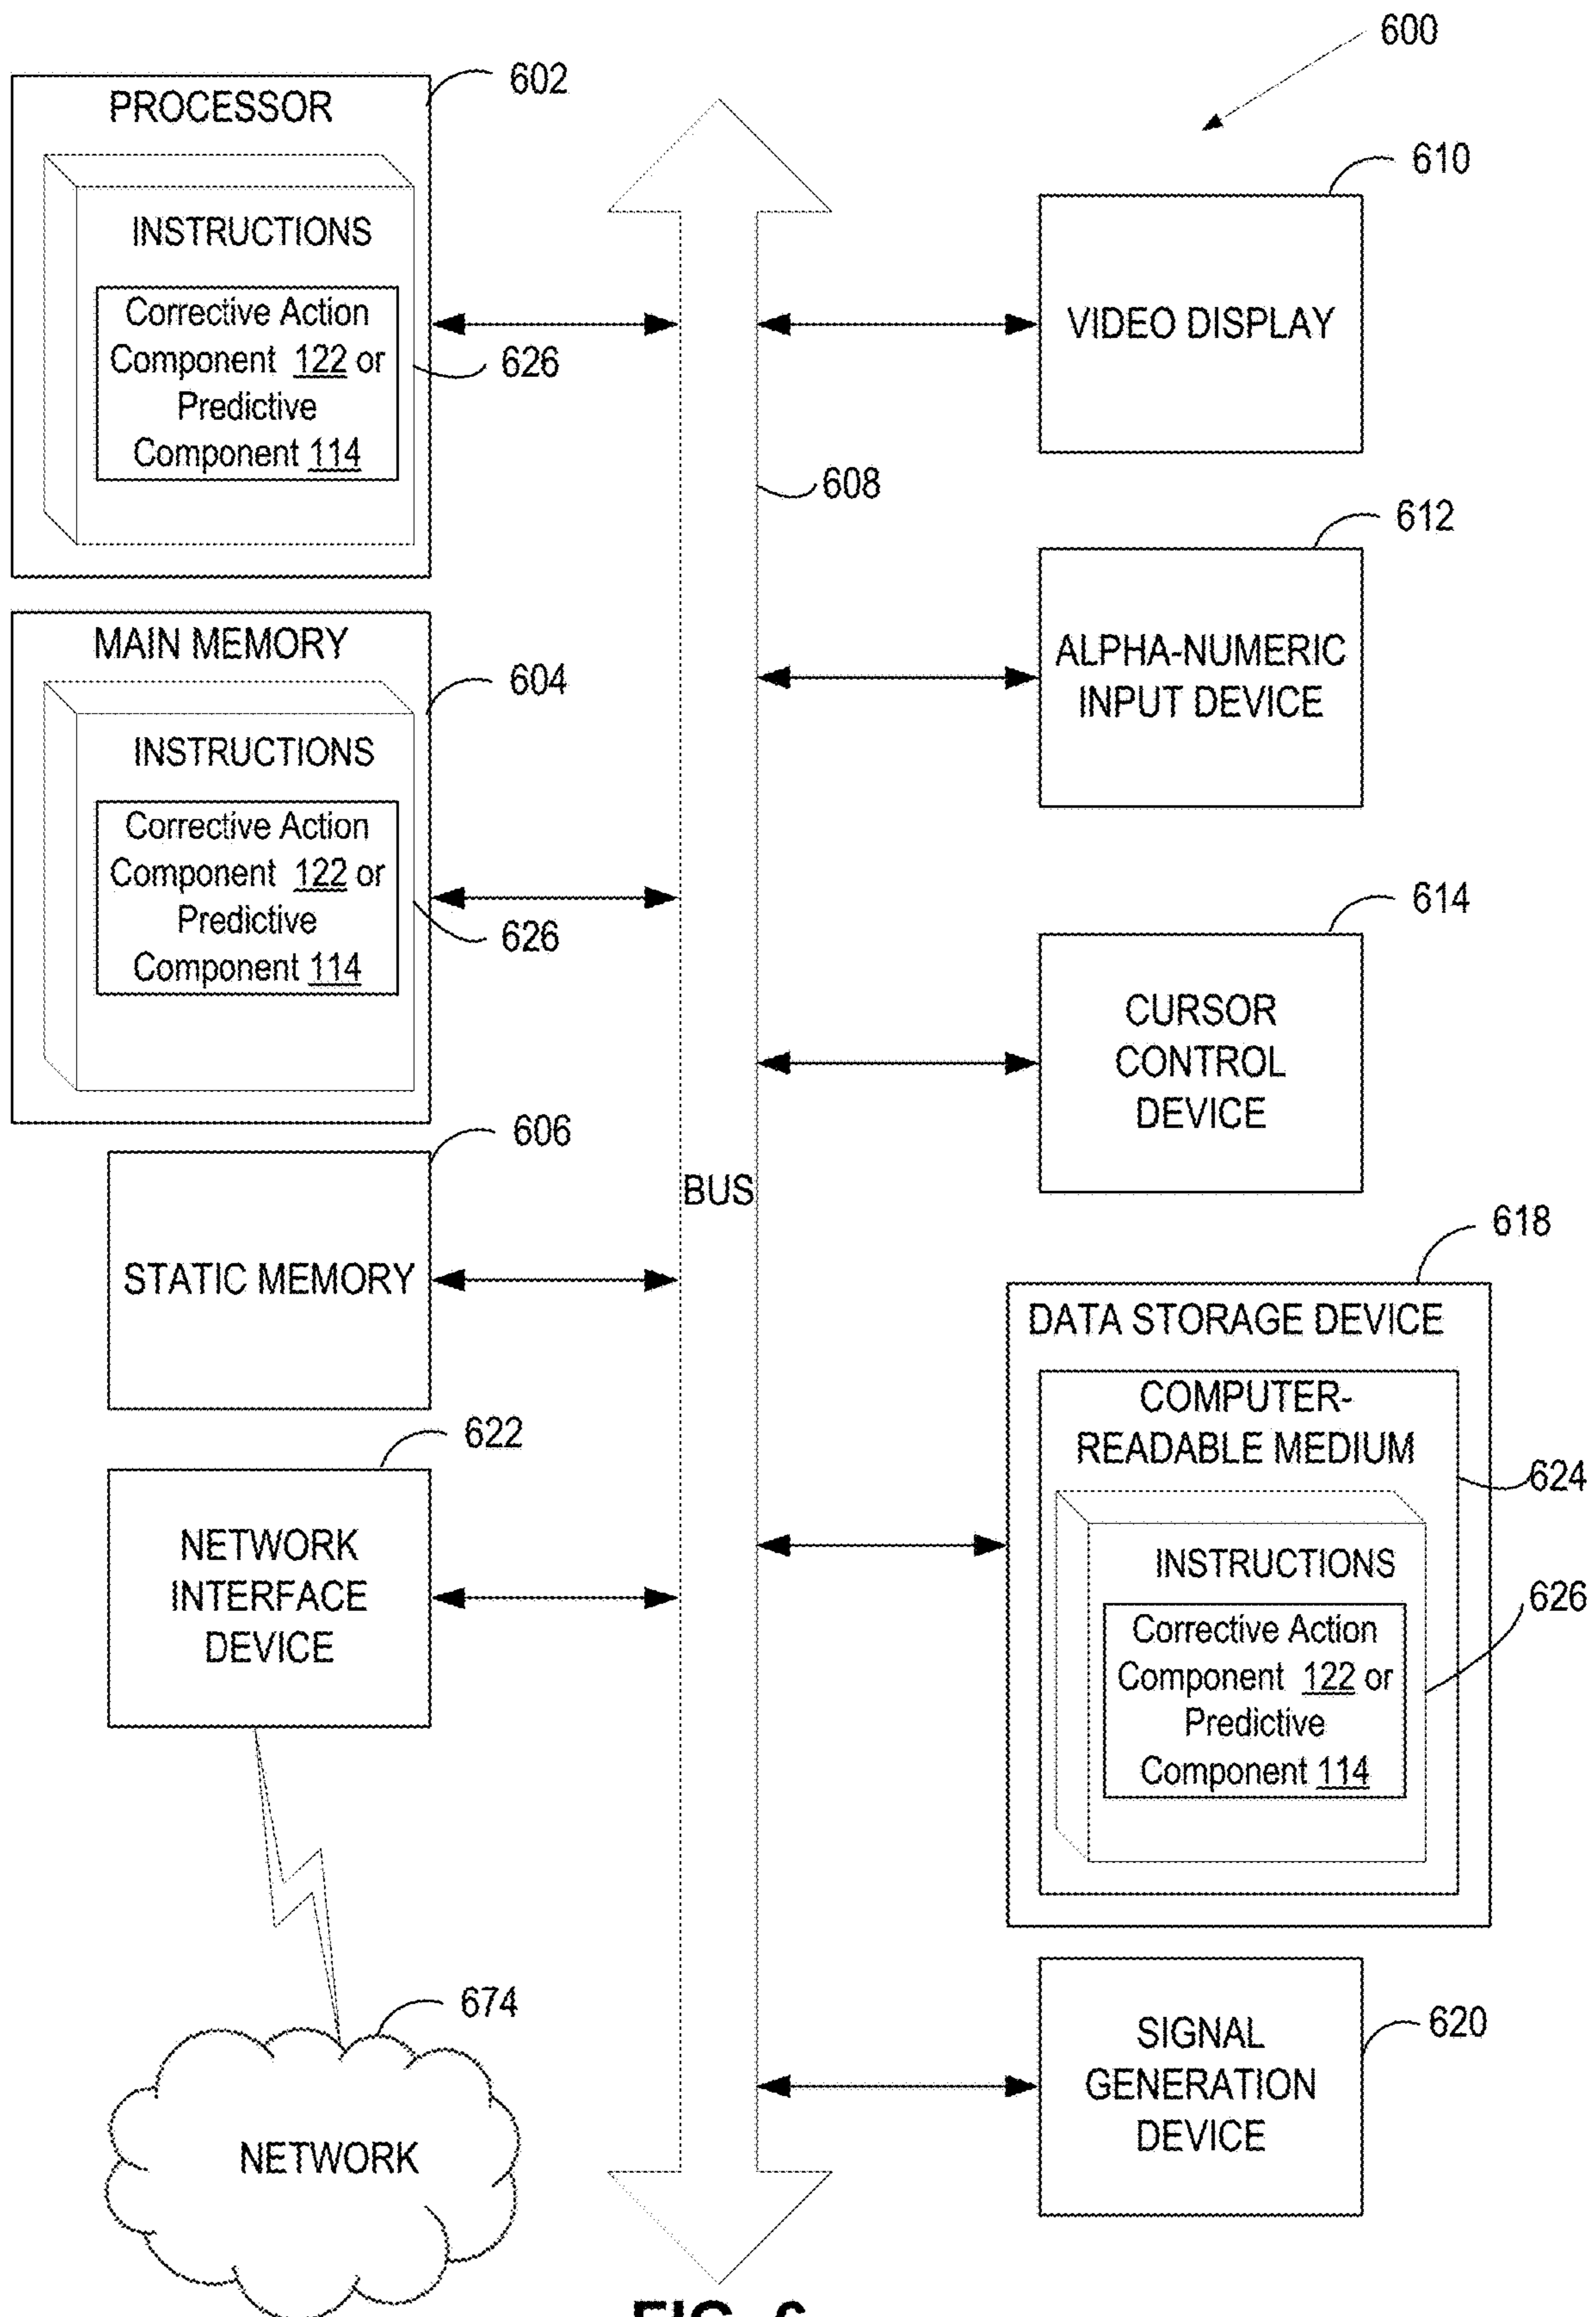 600
602
PROCESSOR
INSTRUCTIONS
Corrective Action
Component 122 or
Predictive
Component 114
626
MAIN MEMORY
604
INSTRUCTIONS
Corrective Action
Component 122 or
Predictive
Component 114
626
606
STATIC MEMORY
622
NETWORK
INTERFACE
DEVICE
674
NETWORK
608
BUS
610
VIDEO DISPLAY
612
ALPHA-NUMERIC
INPUT DEVICE
614
CURSOR
CONTROL
DEVICE
618
DATA STORAGE DEVICE
COMPUTER-
READABLE MEDIUM
624
INSTRUCTIONS
626
Corrective Action
Component 122 or
Predictive
Component 114
SIGNAL
GENERATION
DEVICE
620
FIG. 6